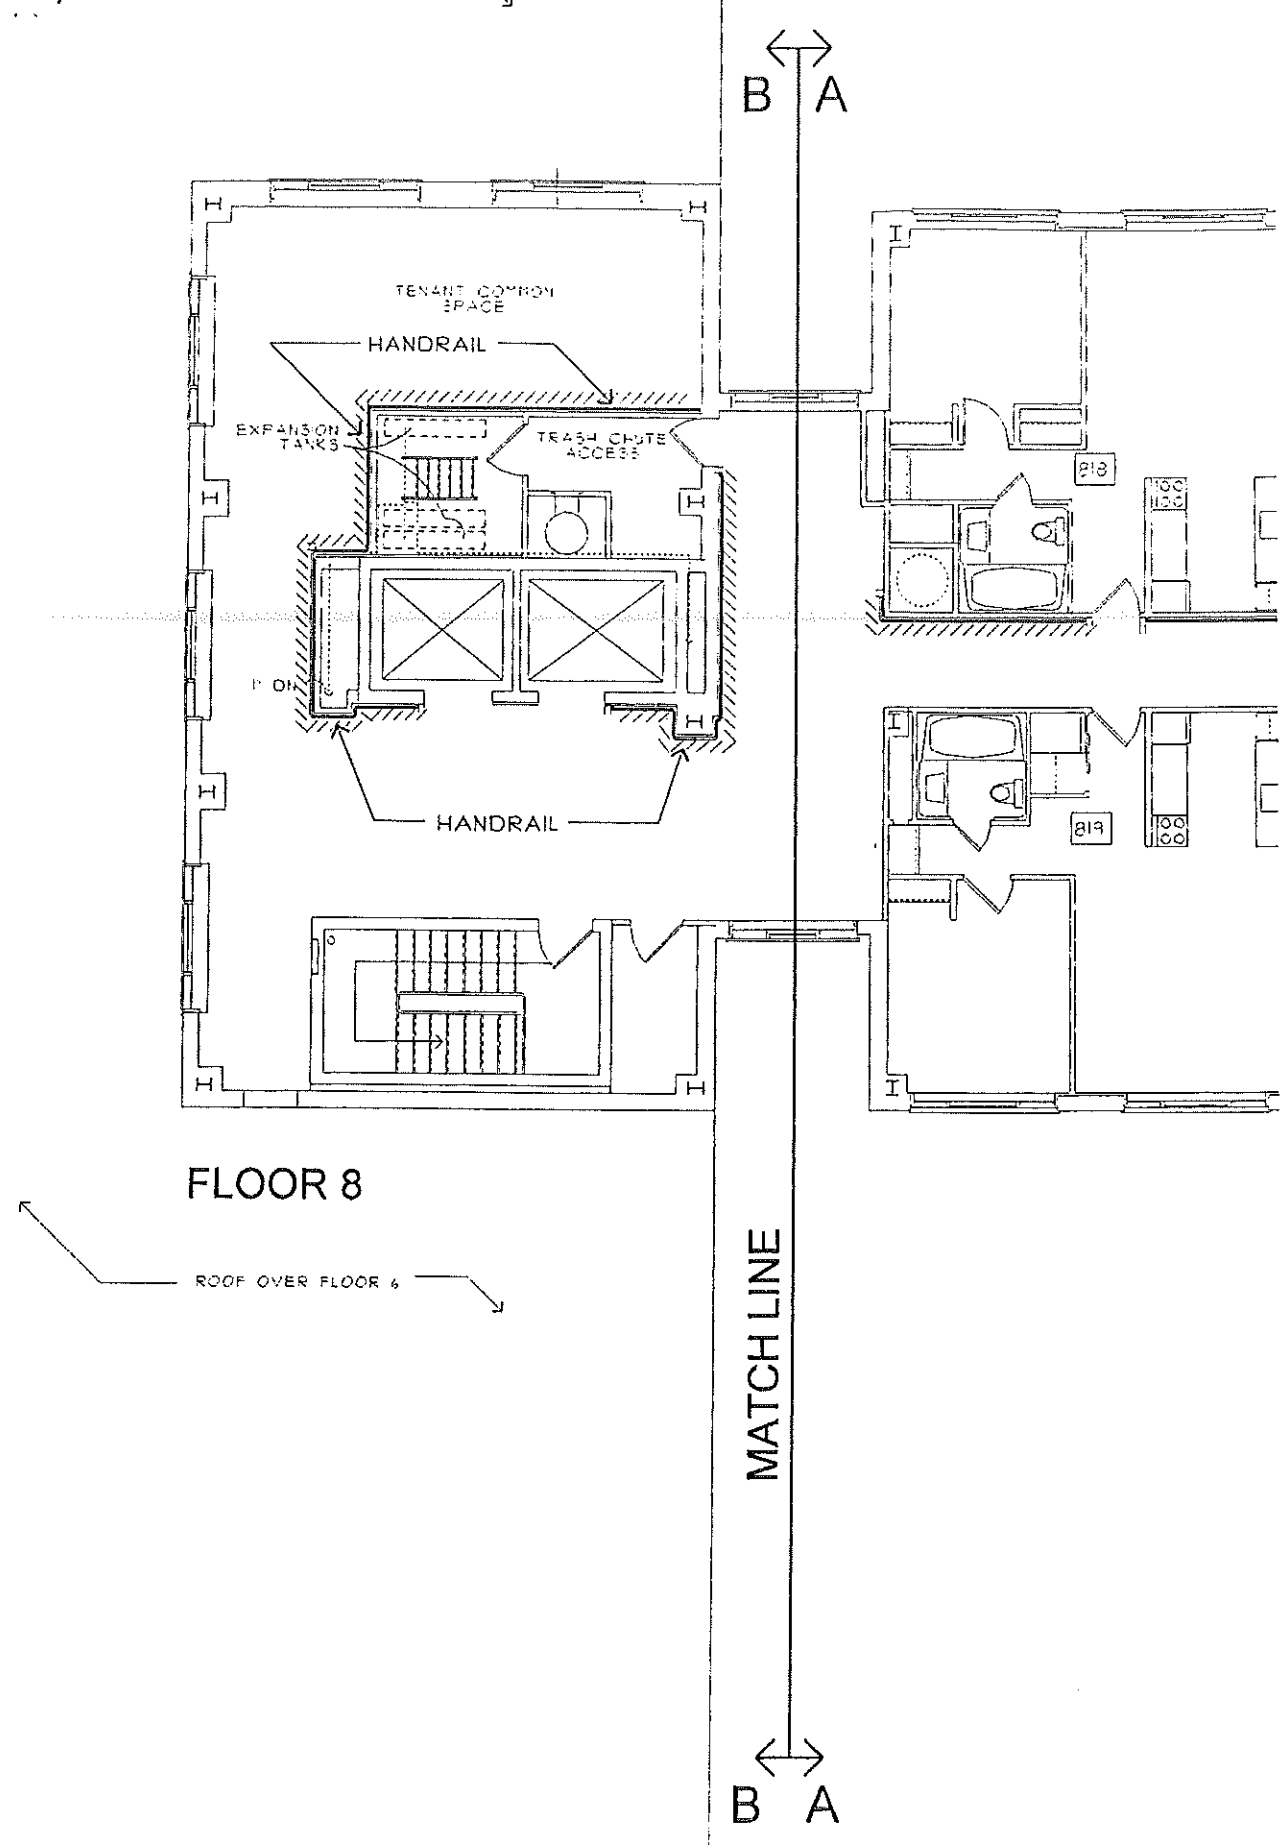 B A
TENANT COMMON
SPACE
HANDRAIL
EXPANSION
TANKS
TRASH CHUTE
ACCESS
818
HANDRAIL
819
FLOOR 8
ROOF OVER FLOOR 6
MATCH LINE
B A